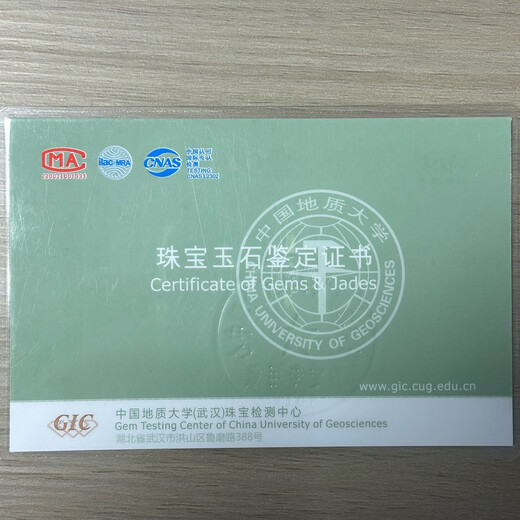 MA
ilac-MRA
CNAS
中国认可
国际互认
检测
TESTING
CNAS L2302
中国地质大学
CHINA UNIVERSITY OF GEOSCIENCES
珠宝玉石鉴定证书
Certificate of Gems & Jades
www.gic.cug.edu.cn
GIC
中国地质大学(武汉)珠宝检测中心
Gem Testing Center of China University of Geosciences
湖北省武汉市洪山区鲁磨路388号